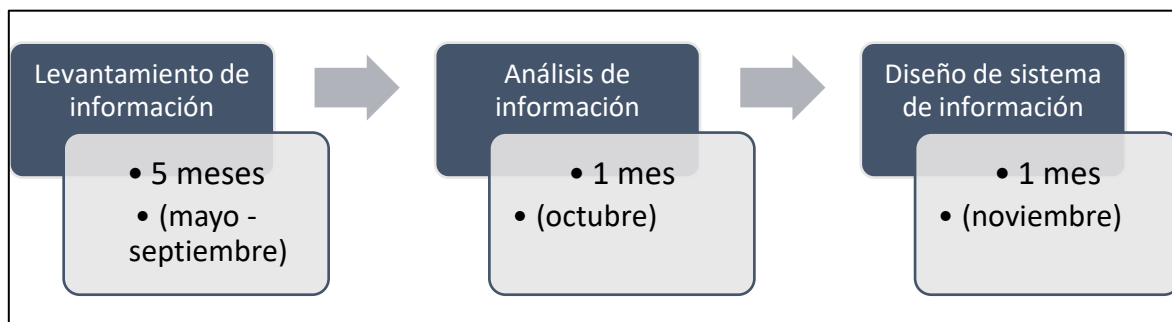 Levantamiento de
información
• 5 meses
• (mayo -
septiembre)
Análisis de
información
• 1 mes
• (octubre)
Diseño de sistema
de información
• 1 mes
• (noviembre)